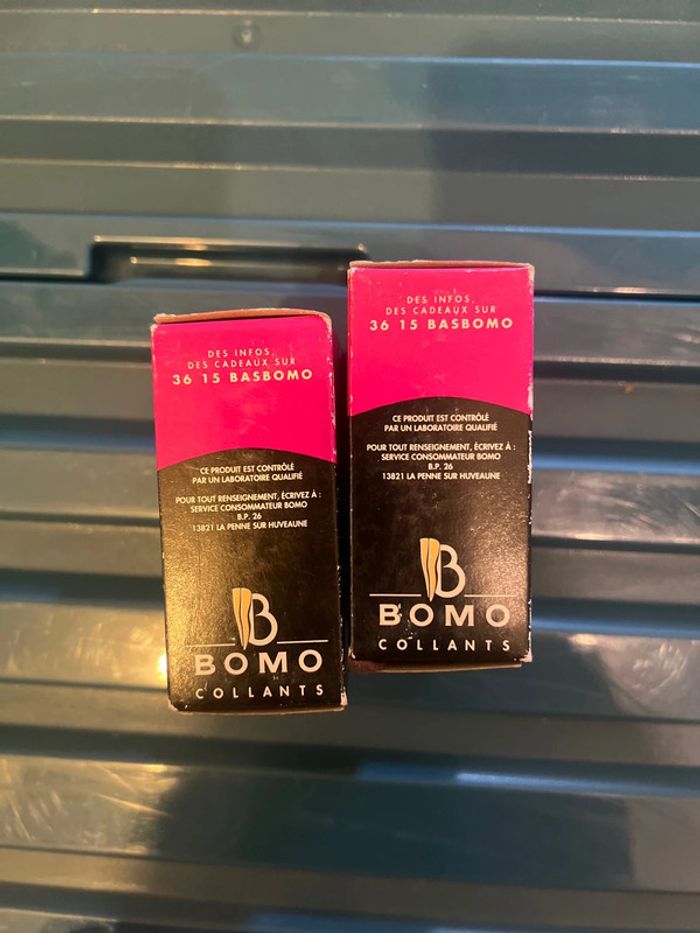 DES INFOS,
DES CADEAUX SUR
36 15 BASBOMO
CE PRODUIT EST CONTRÔLÉ
PAR UN LABORATOIRE QUALIFIÉ
POUR TOUT RENSEIGNEMENT, ÉCRIVEZ À :
SERVICE CONSOMMATEUR BOMO
B.P. 26
13821 LA PENNE SUR HUVEAUNE
B
BOMO
COLLANTS
DES INFOS,
DES CADEAUX SUR
36 15 BASBOMO
CE PRODUIT EST CONTRÔLÉ
PAR UN LABORATOIRE QUALIFIÉ
POUR TOUT RENSEIGNEMENT, ÉCRIVEZ À :
SERVICE CONSOMMATEUR BOMO
B.P. 26
13821 LA PENNE SUR HUVEAUNE
B
BOMO
COLLANTS